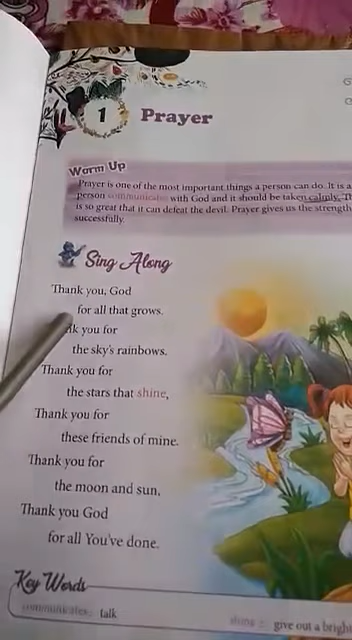 1 Prayer
Warm Up
Prayer is one of the most important things a person can do. It is a
person communicates with God and it should be taken calmly. Th
is so great that it can defeat the devil. Prayer gives us the strength
successfully.
Sing Along
Thank you, God
for all that grows.
nk you for
the sky's rainbows.
Thank you for
the stars that shine,
Thank you for
these friends of mine.
Thank you for
the moon and sun,
Thank you God
for all You've done.
Key Words
communicates : talk
shine : give out a bright